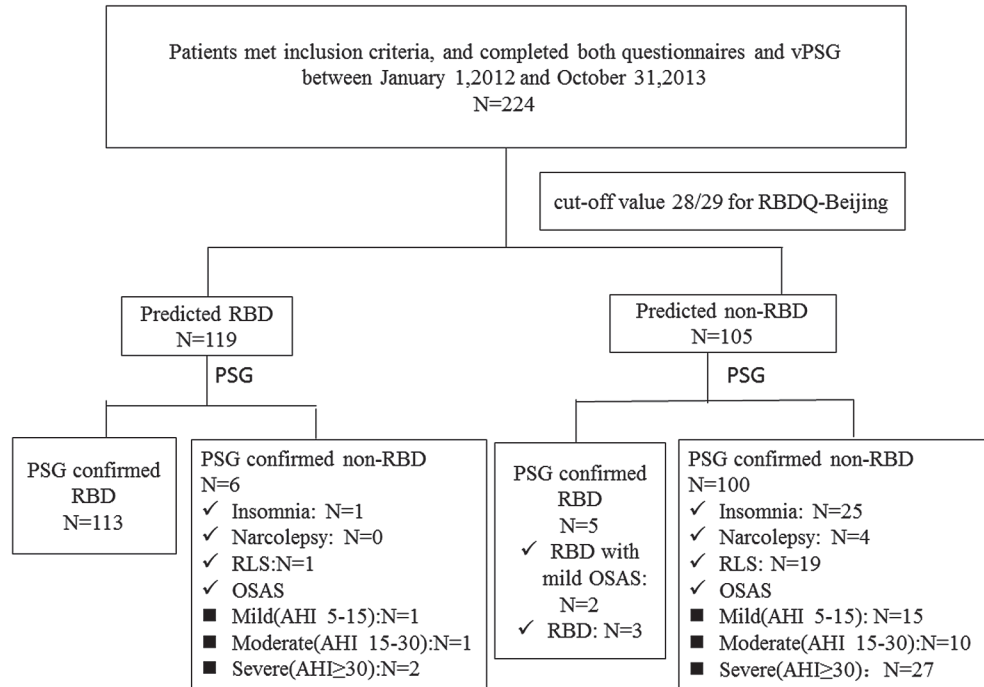 Patients met inclusion criteria, and completed both questionnaires and vPSG
between January 1,2012 and October 31,2013
N=224
cut-off value 28/29 for RBDQ-Beijing
Predicted RBD
N=119
Predicted non-RBD
N=105
PSG
PSG
PSG confirmed
RBD
N=113
PSG confirmed non-RBD
N=6
✓ Insomnia: N=1
✓ Narcolepsy: N=0
✓ RLS:N=1
✓ OSAS
■ Mild(AHI 5-15):N=1
■ Moderate(AHI 15-30):N=1
■ Severe(AHI≥30):N=2
PSG confirmed
RBD
N=5
✓ RBD with
mild OSAS:
N=2
✓ RBD: N=3
PSG confirmed non-RBD
N=100
✓ Insomnia: N=25
✓ Narcolepsy: N=4
✓ RLS: N=19
✓ OSAS
■ Mild(AHI 5-15): N=15
■ Moderate(AHI 15-30):N=10
■ Severe(AHI≥30)：N=27